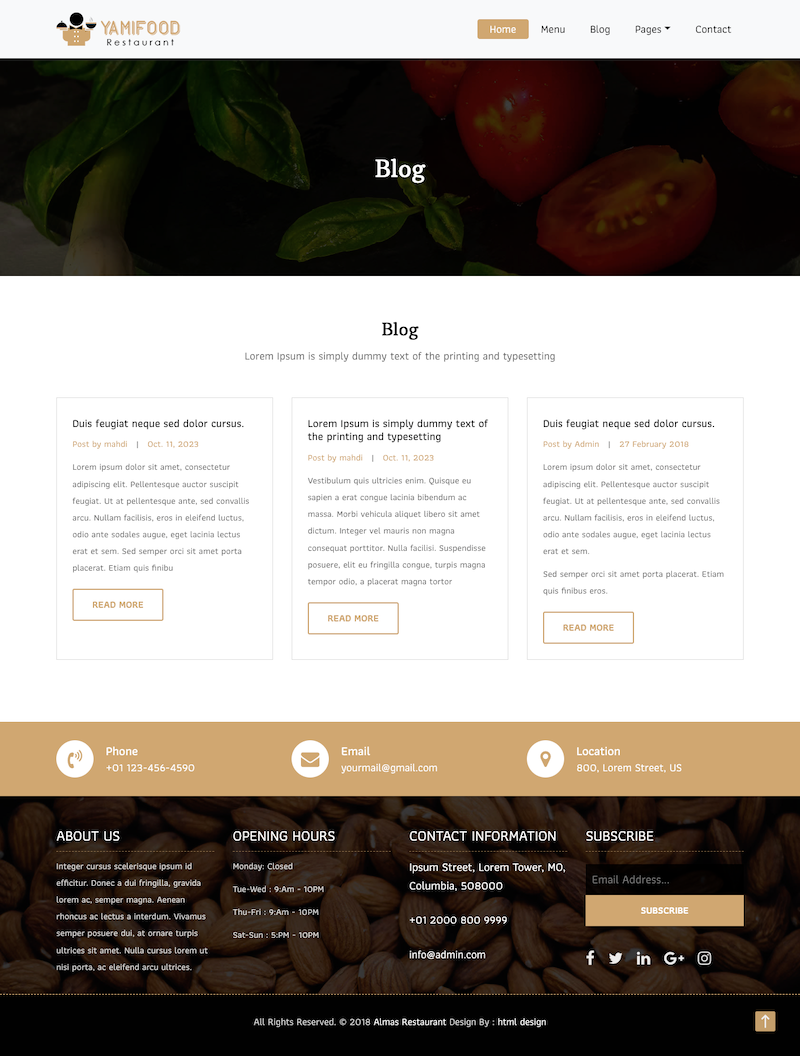 YAMIFOOD
Restaurant
Home
Menu
Blog
Pages
Contact
Blog
Blog
Lorem Ipsum is simply dummy text of the printing and typesetting
Duis feugiat neque sed dolor cursus.
Post by mahdi | Oct. 11, 2023
Lorem ipsum dolor sit amet, consectetur
adipiscing elit. Pellentesque auctor suscipit
feugiat. Ut at pellentesque ante, sed convallis
arcu. Nullam facilisis, eros in eleifend luctus,
odio ante sodales augue, eget lacinia lectus
erat et sem. Sed semper orci sit amet porta
placerat. Etiam quis finibu
READ MORE
Lorem Ipsum is simply dummy text of
the printing and typesetting
Post by mahdi | Oct. 11, 2023
Vestibulum quis ultricies enim. Quisque eu
sapien a erat congue lacinia bibendum ac
massa. Morbi vehicula aliquet libero sit amet
dictum. Integer vel mauris non magna
consequat porttitor. Nulla facilisi. Suspendisse
posuere, elit eu fringilla congue, turpis magna
tempor odio, a placerat magna tortor
READ MORE
Duis feugiat neque sed dolor cursus.
Post by Admin | 27 February 2018
Lorem ipsum dolor sit amet, consectetur
adipiscing elit. Pellentesque auctor suscipit
feugiat. Ut at pellentesque ante, sed convallis
arcu. Nullam facilisis, eros in eleifend luctus,
odio ante sodales augue, eget lacinia lectus
erat et sem.
Sed semper orci sit amet porta placerat. Etiam
quis finibus eros.
READ MORE
Phone
+01 123-456-4590
Email
yourmail@gmail.com
Location
800, Lorem Street, US
ABOUT US
Integer cursus scelerisque ipsum id
efficitur. Donec a dui fringilla, gravida
lorem ac, semper magna. Aenean
rhoncus ac lectus a interdum. Vivamus
semper posuere dui, at ornare turpis
ultrices sit amet. Nulla cursus lorem ut
nisi porta, ac eleifend arcu ultrices.
OPENING HOURS
Monday: Closed
Tue-Wed : 9:Am - 10PM
Thu-Fri : 9:Am - 10PM
Sat-Sun : 5:PM - 10PM
CONTACT INFORMATION
Ipsum Street, Lorem Tower, MO,
Columbia, 508000
+01 2000 800 9999
info@admin.com
SUBSCRIBE
Email Address...
SUBSCRIBE
All Rights Reserved. © 2018 Almas Restaurant Design By : html design